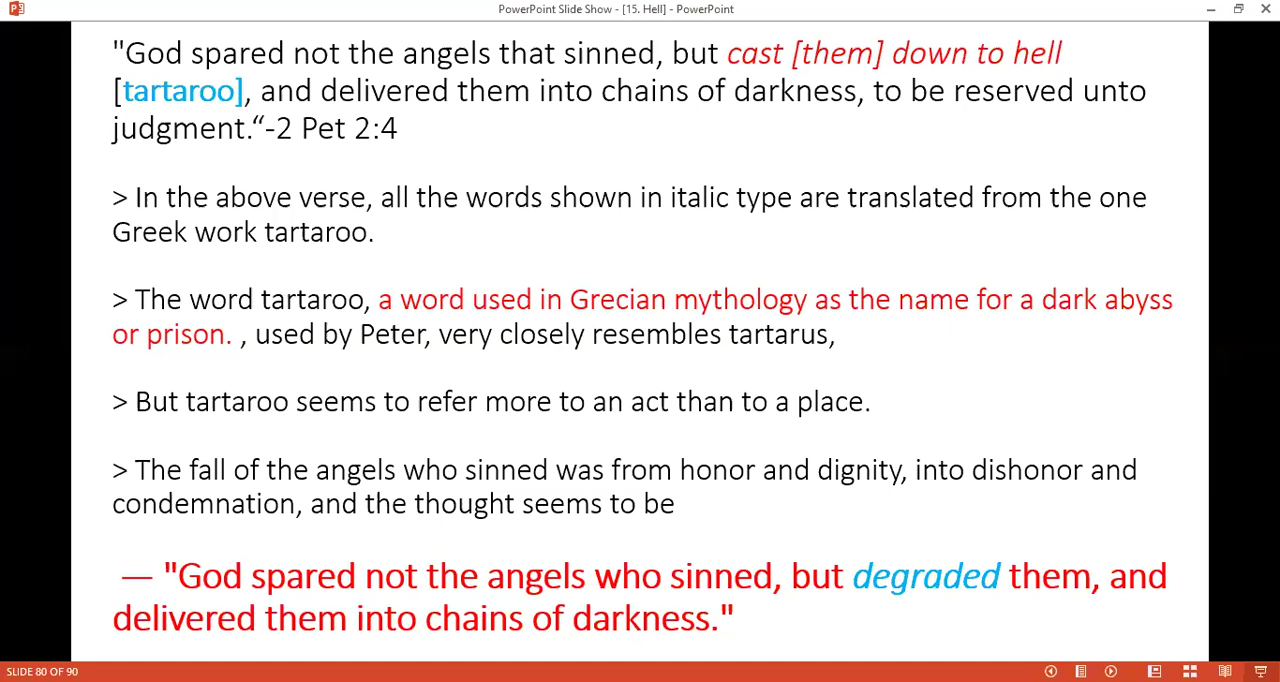 PowerPoint Slide Show - [15. Hell] - PowerPoint
"God spared not the angels that sinned, but cast [them] down to hell
[tartaroo], and delivered them into chains of darkness, to be reserved unto
judgment.“-2 Pet 2:4
> In the above verse, all the words shown in italic type are translated from the one
Greek work tartaroo.
> The word tartaroo, a word used in Grecian mythology as the name for a dark abyss
or prison. , used by Peter, very closely resembles tartarus,
> But tartaroo seems to refer more to an act than to a place.
> The fall of the angels who sinned was from honor and dignity, into dishonor and
condemnation, and the thought seems to be
— "God spared not the angels who sinned, but degraded them, and
delivered them into chains of darkness."
SLIDE 80 OF 90